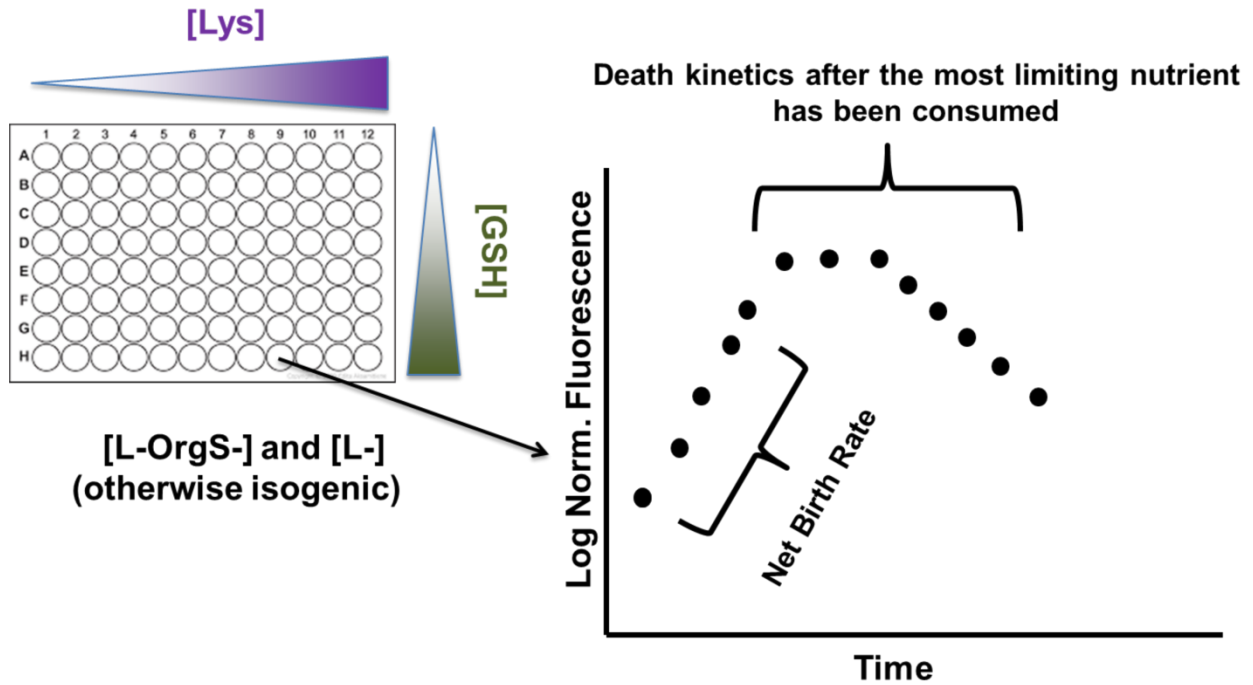 [Lys]
1 2 3 4 5 6 7 8 9 10 11 12
A
B
C
D
E
F
G
H
[GSH]
[L-OrgS-] and [L-]
(otherwise isogenic)
Death kinetics after the most limiting nutrient
has been consumed
Log Norm. Fluorescence
Net Birth Rate
Time